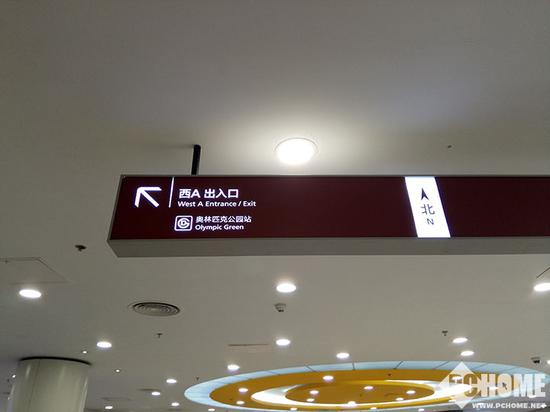 西A 出入口
West A Entrance / Exit
奥林匹克公园站
Olympic Green
北
N
PCHOME
WWW.PCHOME.NET